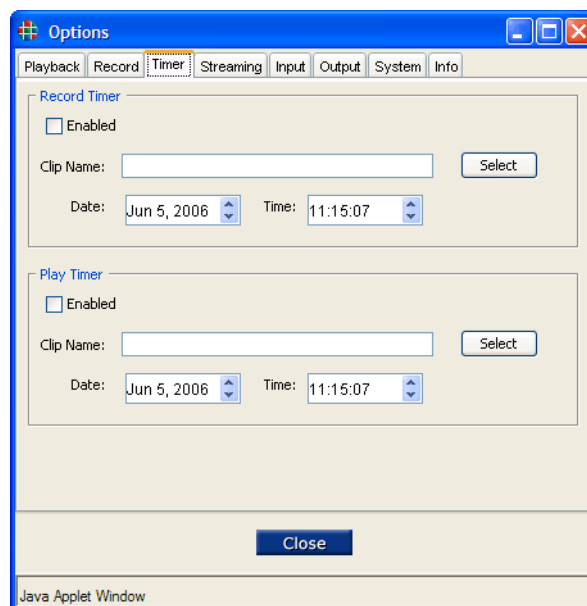 Options
Playback Record Timer Streaming Input Output System Info
Record Timer
Enabled
Clip Name: Select
Date: Jun 5, 2006 Time: 11:15:07
Play Timer
Enabled
Clip Name: Select
Date: Jun 5, 2006 Time: 11:15:07
Close
Java Applet Window